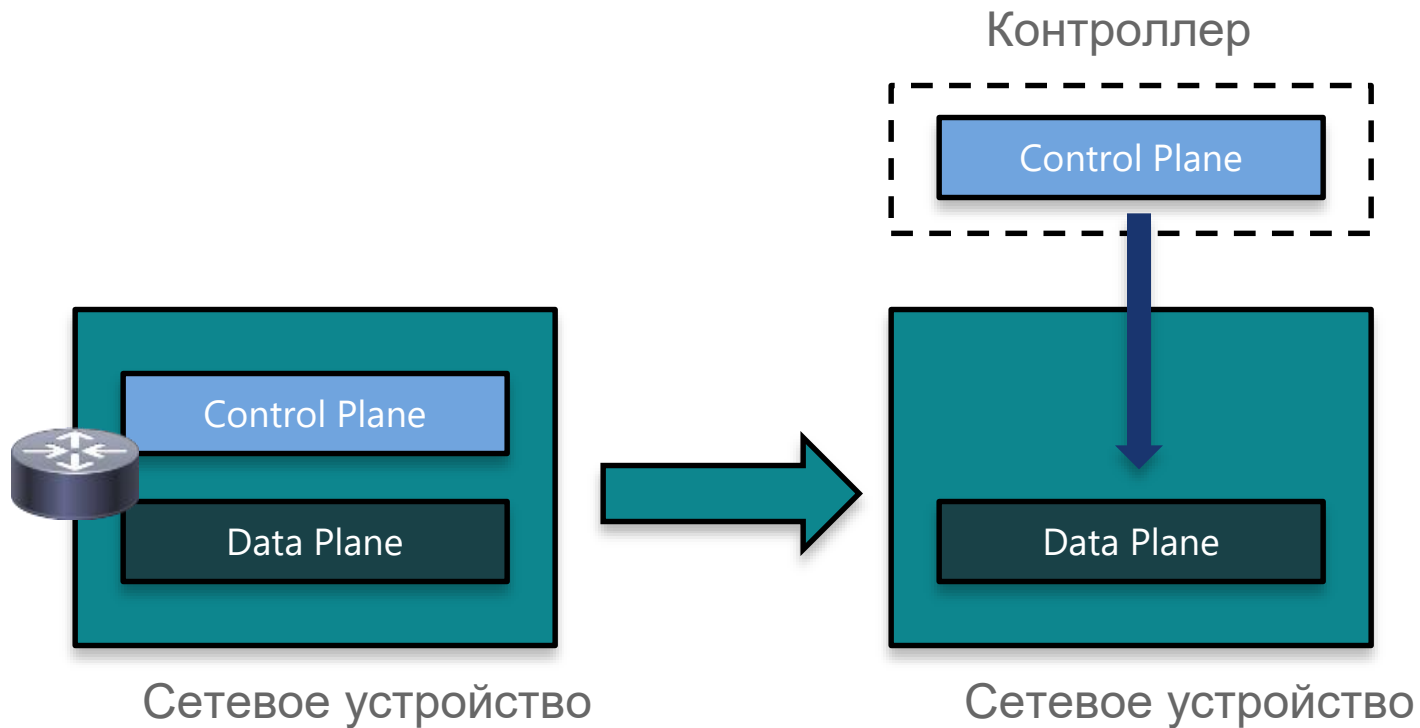 Контроллер
Control Plane
Control Plane
Data Plane
Data Plane
Сетевое устройство
Сетевое устройство